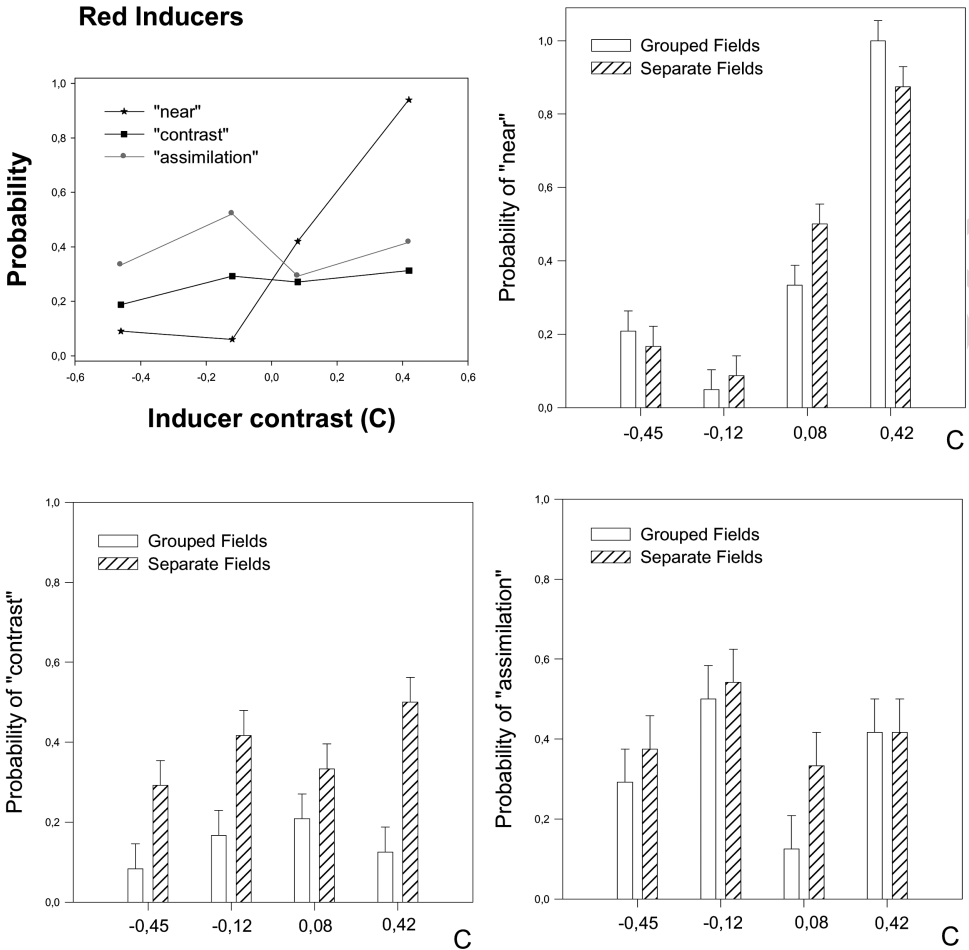 Red Inducers
Probability
1,0
0,8
0,6
0,4
0,2
0,0
"near"
"contrast"
"assimilation"
-0,6
-0,4
-0,2
0,0
0,2
0,4
0,6
Inducer contrast (C)
Probability of "near"
1,0
0,8
0,6
0,4
0,2
0,0
Grouped Fields
Separate Fields
-0,45
-0,12
0,08
0,42
C
Probability of "contrast"
1,0
0,8
0,6
0,4
0,2
0,0
Grouped Fields
Separate Fields
-0,45
-0,12
0,08
0,42
C
Probability of "assimilation"
1,0
0,8
0,6
0,4
0,2
0,0
Grouped Fields
Separate Fields
-0,45
-0,12
0,08
0,42
C